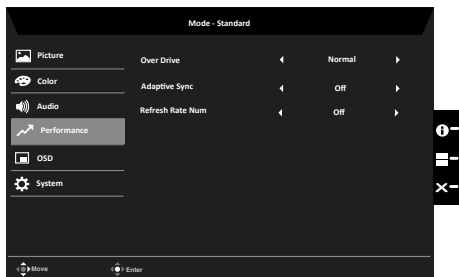 Mode - Standard
Picture
Color
Audio
Performance
OSD
System
Over Drive Normal
Adaptive Sync Off
Refresh Rate Num Off
Move Enter